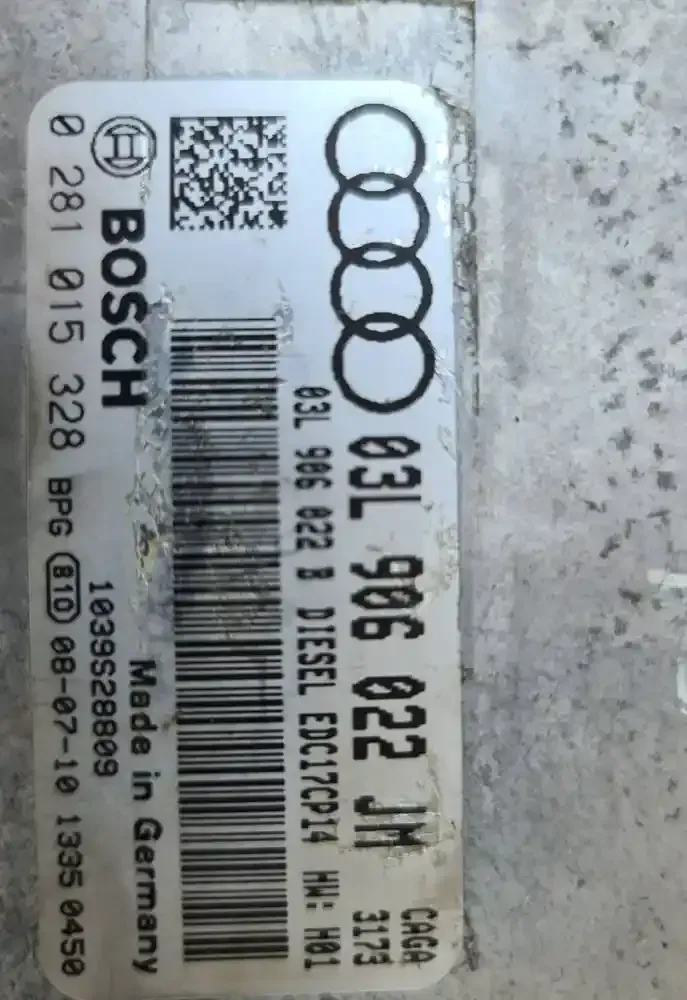 03L 906 022 JM
CAGA
3173
03L 906 022 B DIESEL EDC17CP14 HW: H01
BOSCH
1039S28809
Made in Germany
0 281 015 328 BPG B10 08-07-10 1335 0450